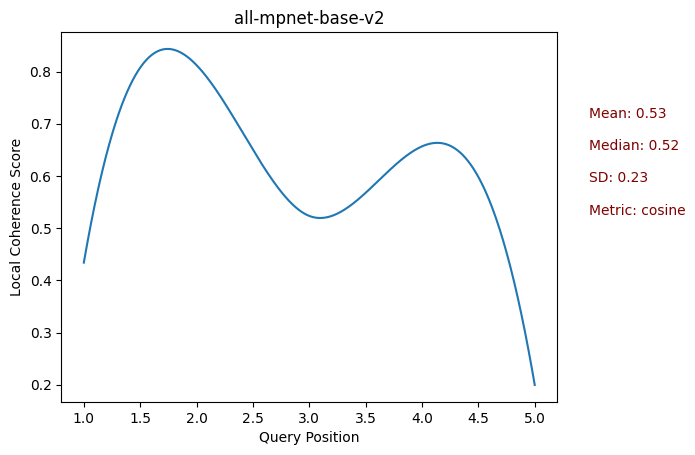 all-mpnet-base-v2
Local Coherence Score
0.8
0.7
0.6
0.5
0.4
0.3
0.2
1.0 1.5 2.0 2.5 3.0 3.5 4.0 4.5 5.0
Query Position
Mean: 0.53
Median: 0.52
SD: 0.23
Metric: cosine